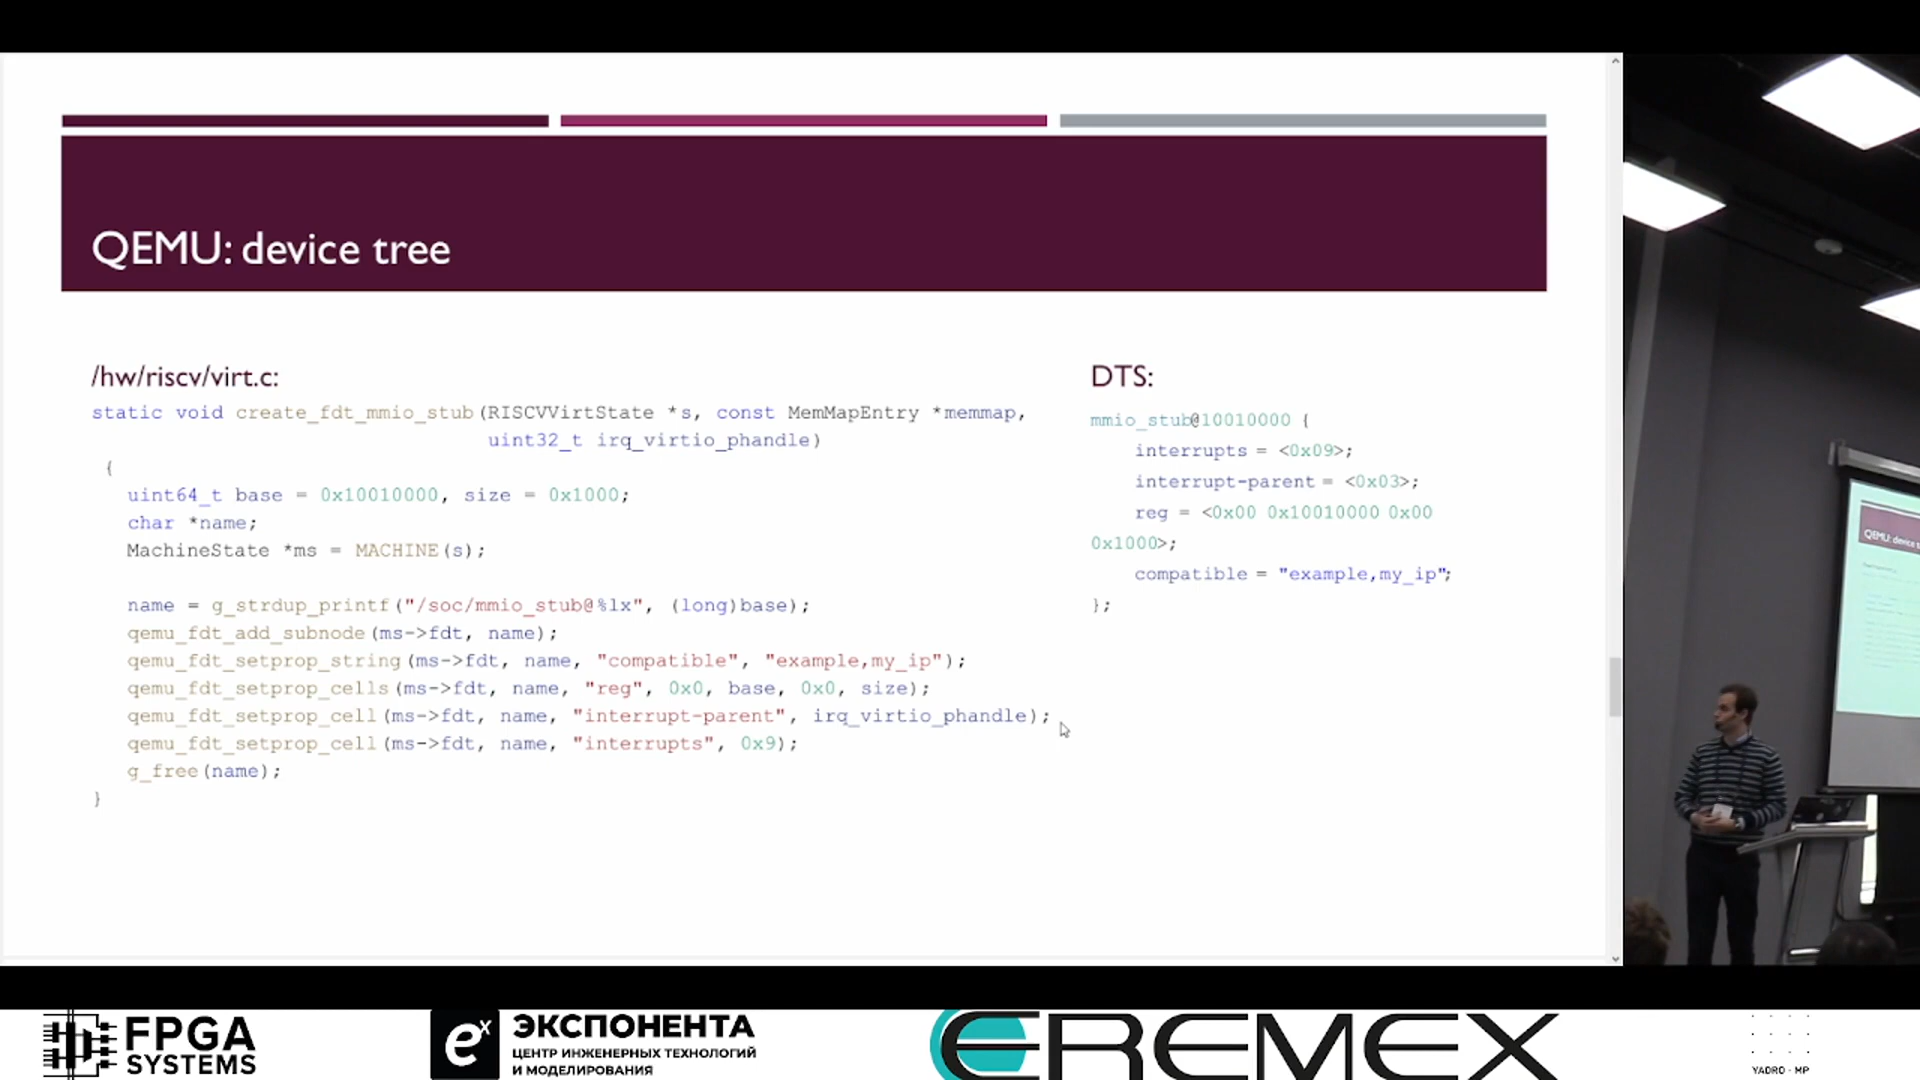 QEMU: device tree
/hw/riscv/virt.c:
static void create_fdt_mmio_stub(RISCVVirtState *s, const MemMapEntry *memmap,
uint32_t irq_virtio_phandle)
{
uint64_t base = 0x10010000, size = 0x1000;
char *name;
MachineState *ms = MACHINE(s);
name = g_strdup_printf("/soc/mmio_stub@%lx", (long)base);
qemu_fdt_add_subnode(ms->fdt, name);
qemu_fdt_setprop_string(ms->fdt, name, "compatible", "example,my_ip");
qemu_fdt_setprop_cells(ms->fdt, name, "reg", 0x0, base, 0x0, size);
qemu_fdt_setprop_cell(ms->fdt, name, "interrupt-parent", irq_virtio_phandle);
qemu_fdt_setprop_cell(ms->fdt, name, "interrupts", 0x9);
g_free(name);
}
DTS:
mmio_stub@10010000 {
interrupts = <0x09>;
interrupt-parent = <0x03>;
reg = <0x00 0x10010000 0x00
0x1000>;
compatible = "example,my_ip";
};
FPGA
SYSTEMS
ex
ЭКСПОНЕНТА
ЦЕНТР ИНЖЕНЕРНЫХ ТЕХНОЛОГИЙ
И МОДЕЛИРОВАНИЯ
EREMEX
YADRO · MP